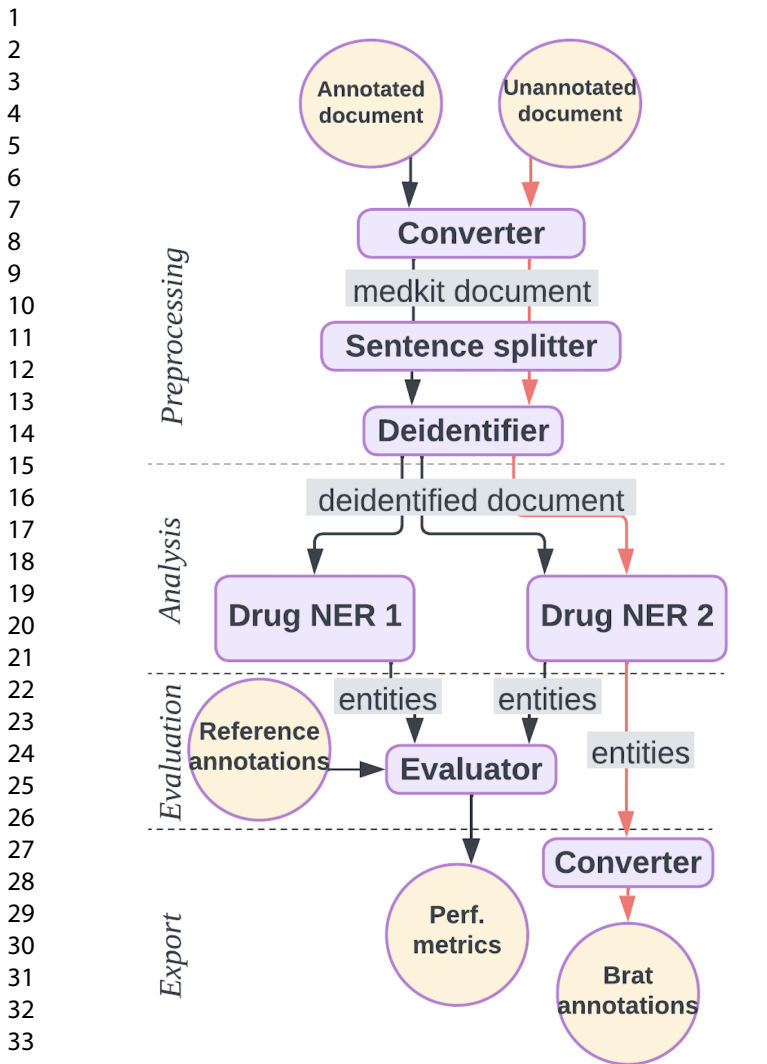 1
2
3
4
5
6
7
8
9
10
11
12
13
14
15
16
17
18
19
20
21
22
23
24
25
26
27
28
29
30
31
32
33
Annotated
document
Unannotated
document
Preprocessing
Converter
medkit document
Sentence splitter
Deidentifier
Analysis
deidentified document
Drug NER 1
Drug NER 2
Evaluation
entities
entities
Reference
annotations
entities
Evaluator
Export
Converter
Perf.
metrics
Brat
annotations